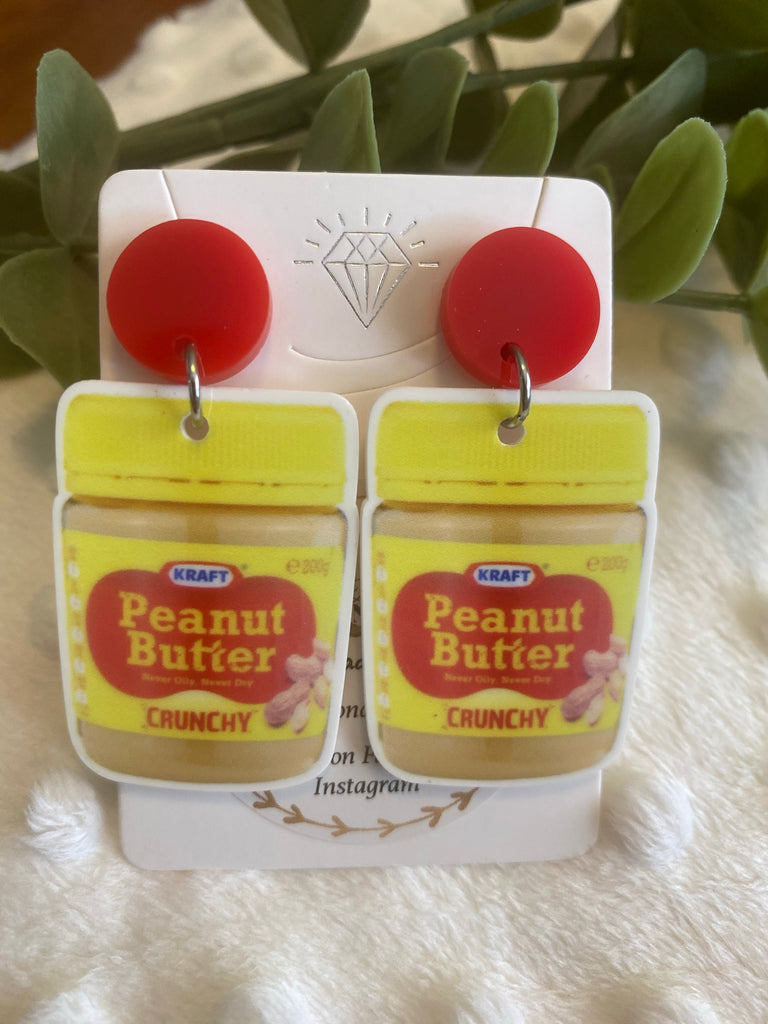 KRAFT
℮200g
Peanut
Butter
Never Oily, Never Dry
CRUNCHY
KRAFT
℮200g
Peanut
Butter
Never Oily, Never Dry
CRUNCHY
on
Instagram